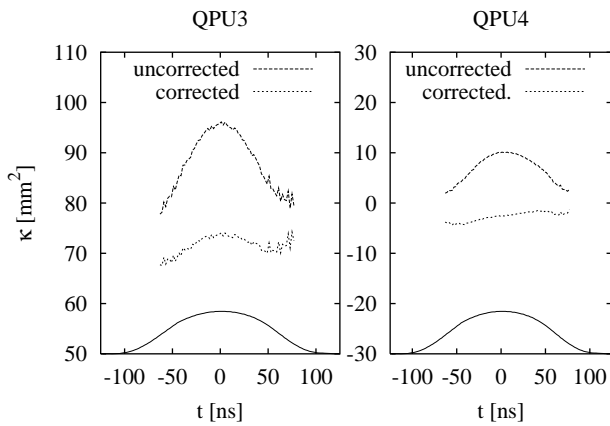 QPU3
QPU4
110
100
90
80
70
60
50
30
20
10
0
-10
-20
-30
uncorrected
corrected
uncorrected
corrected.
κ [mm²]
-100 -50 0 50 100
-100 -50 0 50 100
t [ns]
t [ns]